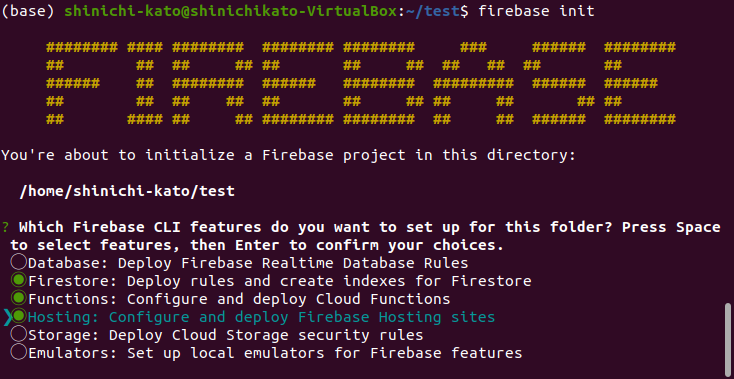 (base) shinichi-kato@shinichikato-VirtualBox:~/test$ firebase init
######## #### ######## ######## ######## ### ###### ########
## ## ## ## ## ## ## ## ## ## ##
###### ## ######## ###### ######## ######### ###### ######
## ## ## ## ## ## ## ## ## ## ##
## #### ## ## ######## ######## ## ## ###### ########
You're about to initialize a Firebase project in this directory:
/home/shinichi-kato/test
? Which Firebase CLI features do you want to set up for this folder? Press Space
to select features, then Enter to confirm your choices.
◯Database: Deploy Firebase Realtime Database Rules
◉Firestore: Deploy rules and create indexes for Firestore
◉Functions: Configure and deploy Cloud Functions
❯◉Hosting: Configure and deploy Firebase Hosting sites
◯Storage: Deploy Cloud Storage security rules
◯Emulators: Set up local emulators for Firebase features